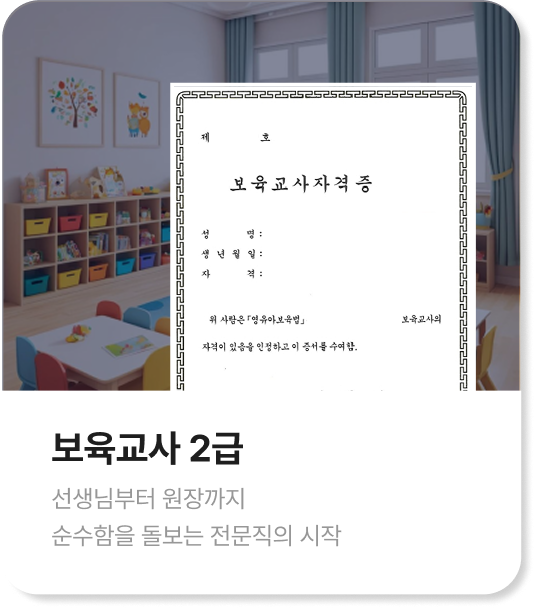 제 호
보육교사자격증
성 명 :
생 년 월 일 :
자 격 :
위 사람은 「영유아보육법」 보육교사의
자격이 있음을 인정하고 이 증서를 수여함.
보육교사 2급
선생님부터 원장까지
순수함을 돌보는 전문직의 시작